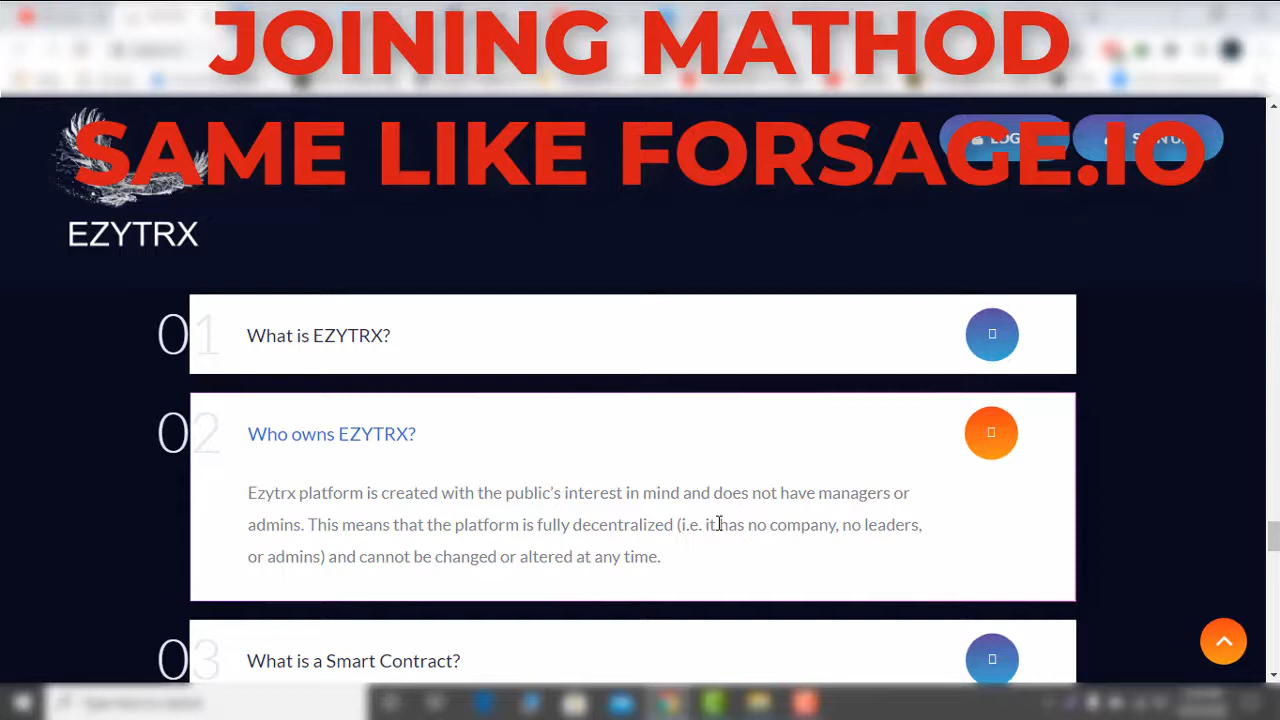 JOINING MATHOD
SAME LIKE FORSAGE.IO
EZYTRX
01
What is EZYTRX?
02
Who owns EZYTRX?
Ezytrx platform is created with the public's interest in mind and does not have managers or
admins. This means that the platform is fully decentralized (i.e. it has no company, no leaders,
or admins) and cannot be changed or altered at any time.
03
What is a Smart Contract?